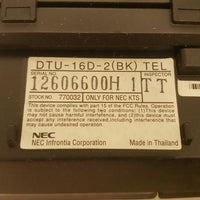 DTU-16D-2(BK) TEL
SERIAL NO. INSPECTOR
12606600H 1 TT
STOCK NO. 770032 ONLY FOR NEC KTS
This device complies with part 15 of the FCC Rules. Operation is
subject to the following two conditions: (1) This device may not
cause harmful interference, and (2) this device must accept any
interference received, including interference that may cause
undesired operation.
NEC
NEC Infrontia Corporation Made in Thailand